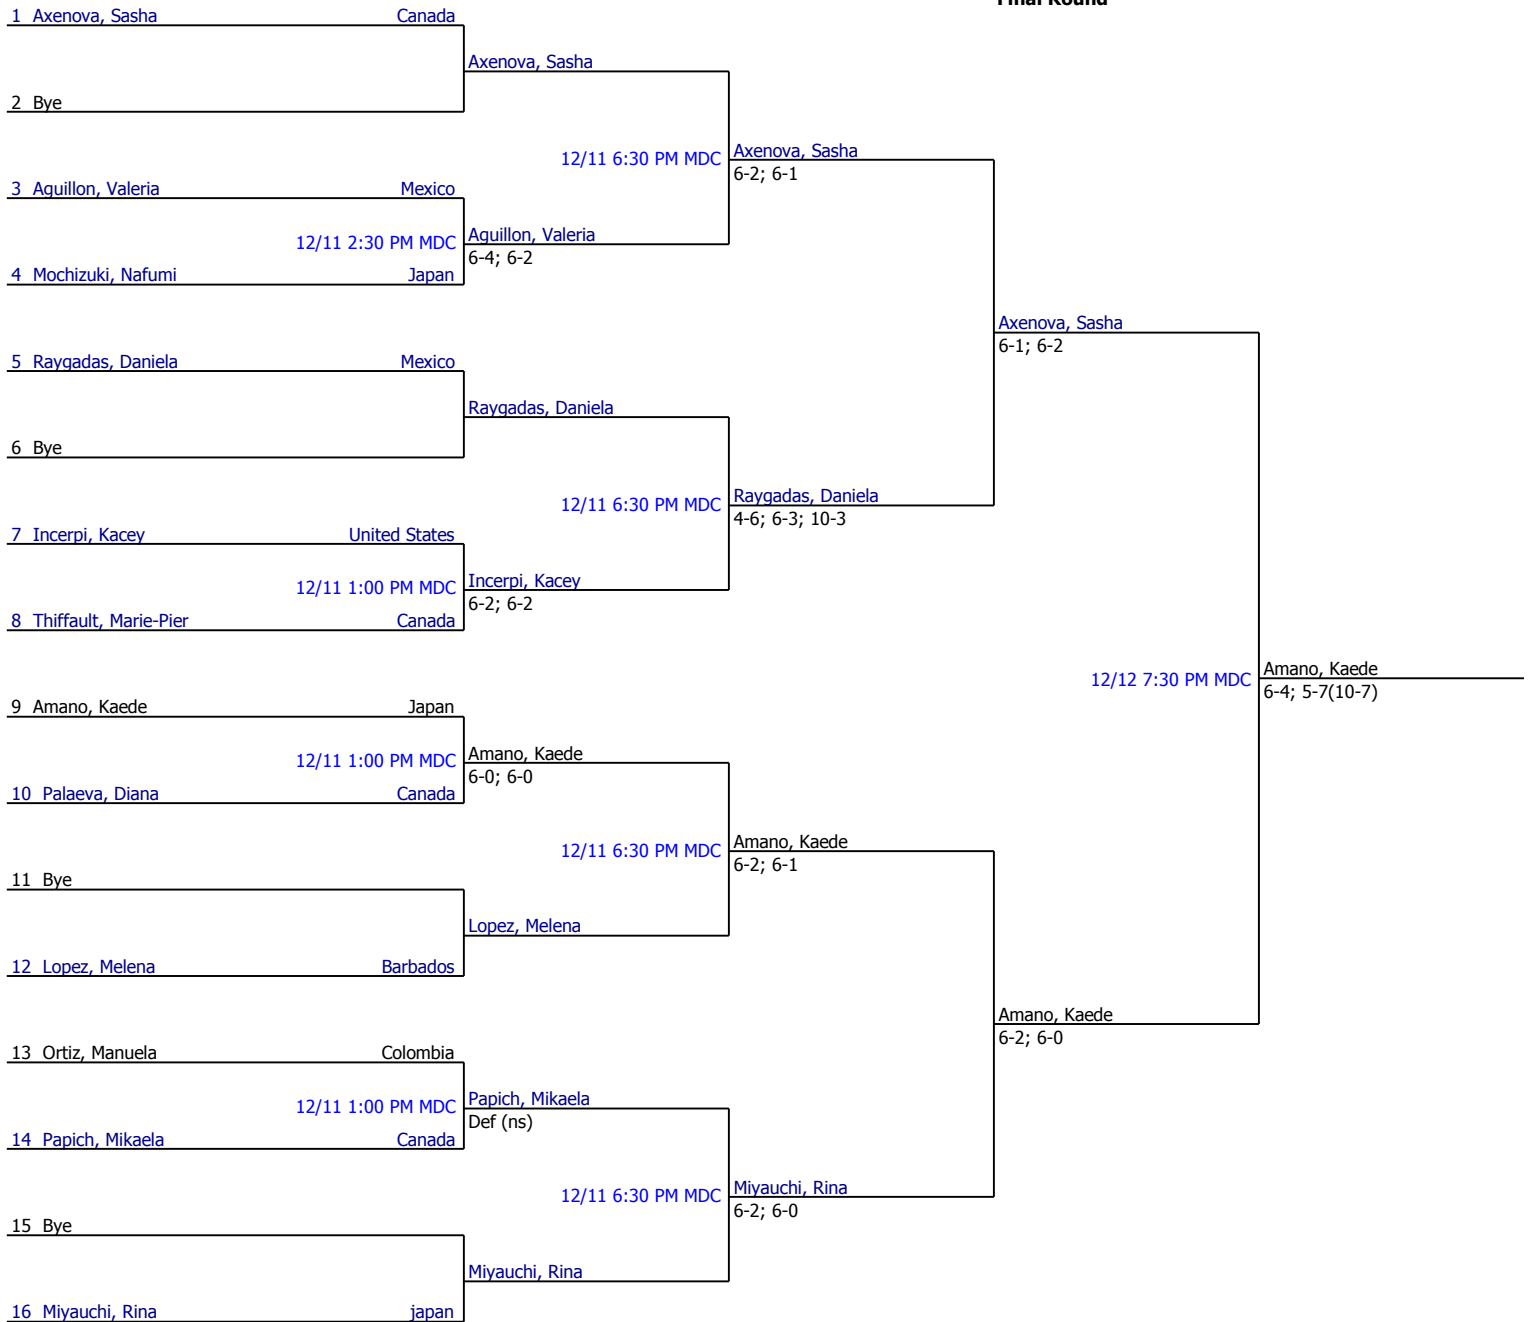 Final Round
1 Axenova, Sasha Canada
Axenova, Sasha
2 Bye
12/11 6:30 PM MDC Axenova, Sasha
6-2; 6-1
3 Aguillon, Valeria Mexico
12/11 2:30 PM MDC Aguillon, Valeria
6-4; 6-2
4 Mochizuki, Nafumi Japan
Axenova, Sasha
6-1; 6-2
5 Raygadas, Daniela Mexico
Raygadas, Daniela
6 Bye
12/11 6:30 PM MDC Raygadas, Daniela
4-6; 6-3; 10-3
7 Incerpi, Kacey United States
12/11 1:00 PM MDC Incerpi, Kacey
6-2; 6-2
8 Thiffault, Marie-Pier Canada
12/12 7:30 PM MDC Amano, Kaede
6-4; 5-7(10-7)
9 Amano, Kaede Japan
12/11 1:00 PM MDC Amano, Kaede
6-0; 6-0
10 Palaeva, Diana Canada
12/11 6:30 PM MDC Amano, Kaede
6-2; 6-1
11 Bye
Lopez, Melena
12 Lopez, Melena Barbados
Amano, Kaede
6-2; 6-0
13 Ortiz, Manuela Colombia
12/11 1:00 PM MDC Papich, Mikaela
Def (ns)
14 Papich, Mikaela Canada
12/11 6:30 PM MDC Miyauchi, Rina
6-2; 6-0
15 Bye
Miyauchi, Rina
16 Miyauchi, Rina japan